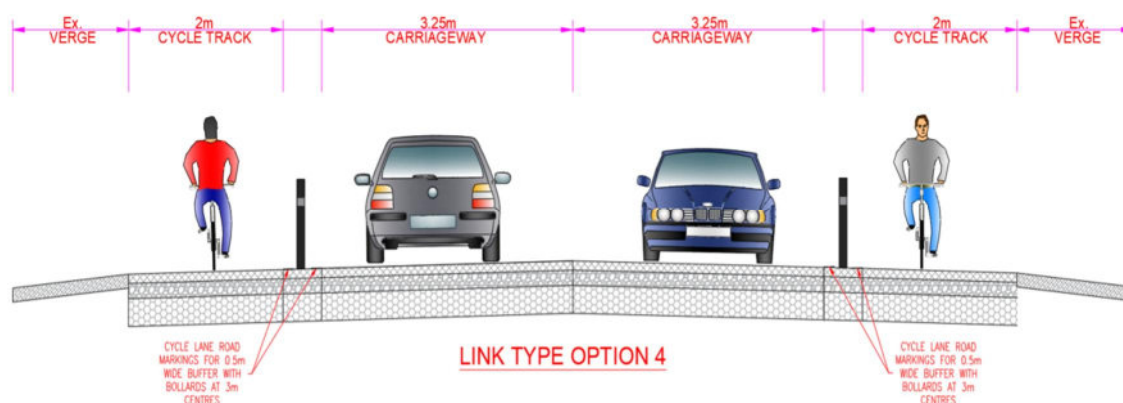 Ex.
VERGE
2m
CYCLE TRACK
3.25m
CARRIAGEWAY
3.25m
CARRIAGEWAY
2m
CYCLE TRACK
Ex.
VERGE
CYCLE LANE ROAD
MARKINGS FOR 0.5m
WIDE BUFFER WITH
BOLLARDS AT 3m
CENTRES
LINK TYPE OPTION 4
CYCLE LANE ROAD
MARKINGS FOR 0.5m
WIDE BUFFER WITH
BOLLARDS AT 3m
CENTRES